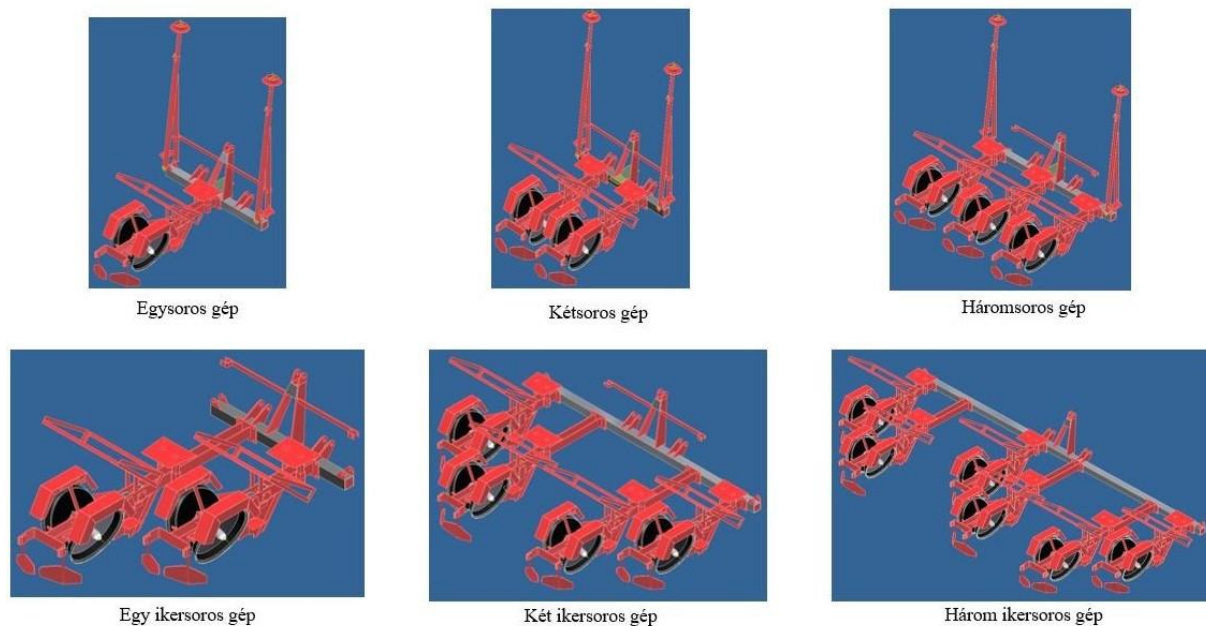 Egysoros gép
Kétsoros gép
Háromsoros gép
Egy ikersoros gép
Két ikersoros gép
Három ikersoros gép